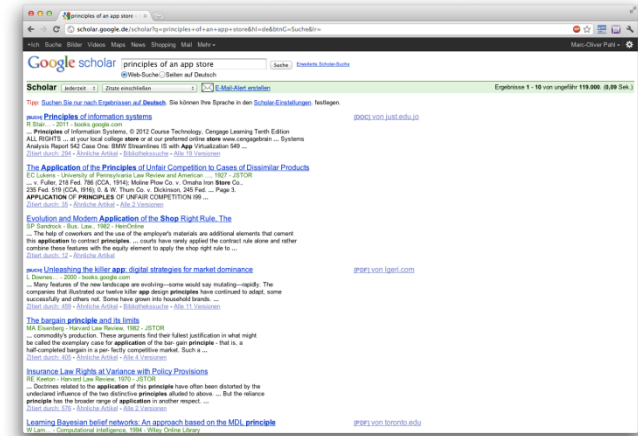 principles of an app store
scholar.google.de/scholar?q=principles+of+an+app+store&hl=de&btnG=Suche&lr=
+Ich Suche Bilder Videos Maps News Shopping Mail Mehr
Marc-Oliver Pahl
Google scholar
principles of an app store
Suche
Erweiterte Scholar-Suche
Web-Suche Seiten auf Deutsch
Scholar Jederzeit Zitate einschließen E-Mail-Alert erstellen
Ergebnisse 1 - 10 von ungefähr 119.000. (0,09 Sek.)
Tipp: Suchen Sie nur nach Ergebnissen auf Deutsch. Sie können Ihre Sprache in den Scholar-Einstellungen. festlegen.
[BUCH] Principles of information systems
[DOC] von just.edu.jo
R Stair... - 2011 - books.google.com
... Principles of Information Systems, © 2012 Course Technology, Cengage Learning Tenth Edition
ALL RIGHTS ... at your local college store or at our preferred online store www.cengagebrain ... Systems
Analysis Report 542 Case One: BMW Streamlines IS with App Virtualization 549 ...
Zitiert durch: 294 - Ähnliche Artikel - Bibliothekssuche - Alle 19 Versionen
The Application of the Principles of Unfair Competition to Cases of Dissimilar Products
EC Lukens - University of Pennsylvania Law Review and American ..., 1927 - JSTOR
... v. Fuller, 218 Fed. 786 (CCA, 1914); Moline Plow Co. v. Omaha Iron Store Co..
235 Fed. 519 (CCA, 1916); 0. & W. Thum Co. v. Dickinson, 245 Fed. ... Page 3.
APPLICATION OF PRINCIPLES OF UNFAIR COMPETITION I99 ...
Zitiert durch: 35 - Ähnliche Artikel - Alle 2 Versionen
Evolution and Modern Application of the Shop Right Rule, The
SP Sandrock - Bus. Law., 1982 - HeinOnline
... The help of coworkers and the use of the employer's materials are additional elements that cement
this application to contract principles. ... courts have rarely applied the contract rule alone and rather
combine these features with the equity element to apply the shop right rule to ...
Zitiert durch: 12 - Ähnliche Artikel
[BUCH] Unleashing the killer app: digital strategies for market dominance
[PDF] von lgeri.com
L Downes... - 2000 - books.google.com
... Many features of the new landscape are evolving—some would say mutating—rapidly. The
companies that illustrated our twelve killer app design principles have continued to adapt, some
successfully and others not. Some have grown into household brands. ...
Zitiert durch: 459 - Ähnliche Artikel - Bibliothekssuche - Alle 11 Versionen
The bargain principle and its limits
MA Eisenberg - Harvard Law Review, 1982 - JSTOR
... commodity's production. These arguments find their fullest justification in what might
be called the exemplary case for application of the bar- gain principle - that is, a
half-completed bargain in a per- fectly competitive market. Such a ...
Zitiert durch: 405 - Ähnliche Artikel - Alle 4 Versionen
Insurance Law Rights at Variance with Policy Provisions
RE Keeton - Harvard Law Review, 1970 - JSTOR
... Doctrines related to the application of this principle have often been distorted by the
undeclared influence of the two distinctive principles alluded to above. ... But the reliance
principle has the broader range of application in another respect. ...
Zitiert durch: 576 - Ähnliche Artikel - Alle 2 Versionen
Learning Bayesian belief networks: An approach based on the MDL principle
[PDF] von toronto.edu
W Lam... - Computational intelligence, 1994 - Wiley Online Library